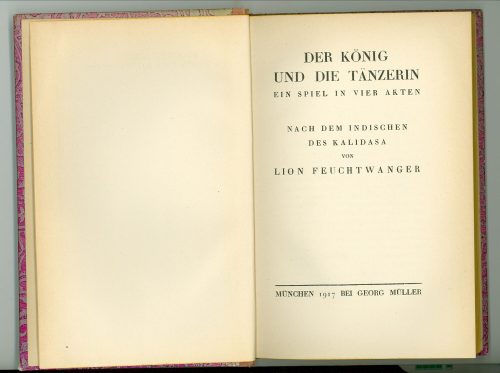 DER KÖNIG
UND DIE TÄNZERIN
EIN SPIEL IN VIER AKTEN
NACH DEM INDISCHEN
DES KALIDASA
VON
LION FEUCHTWANGER
MÜNCHEN 1917 BEI GEORG MÜLLER